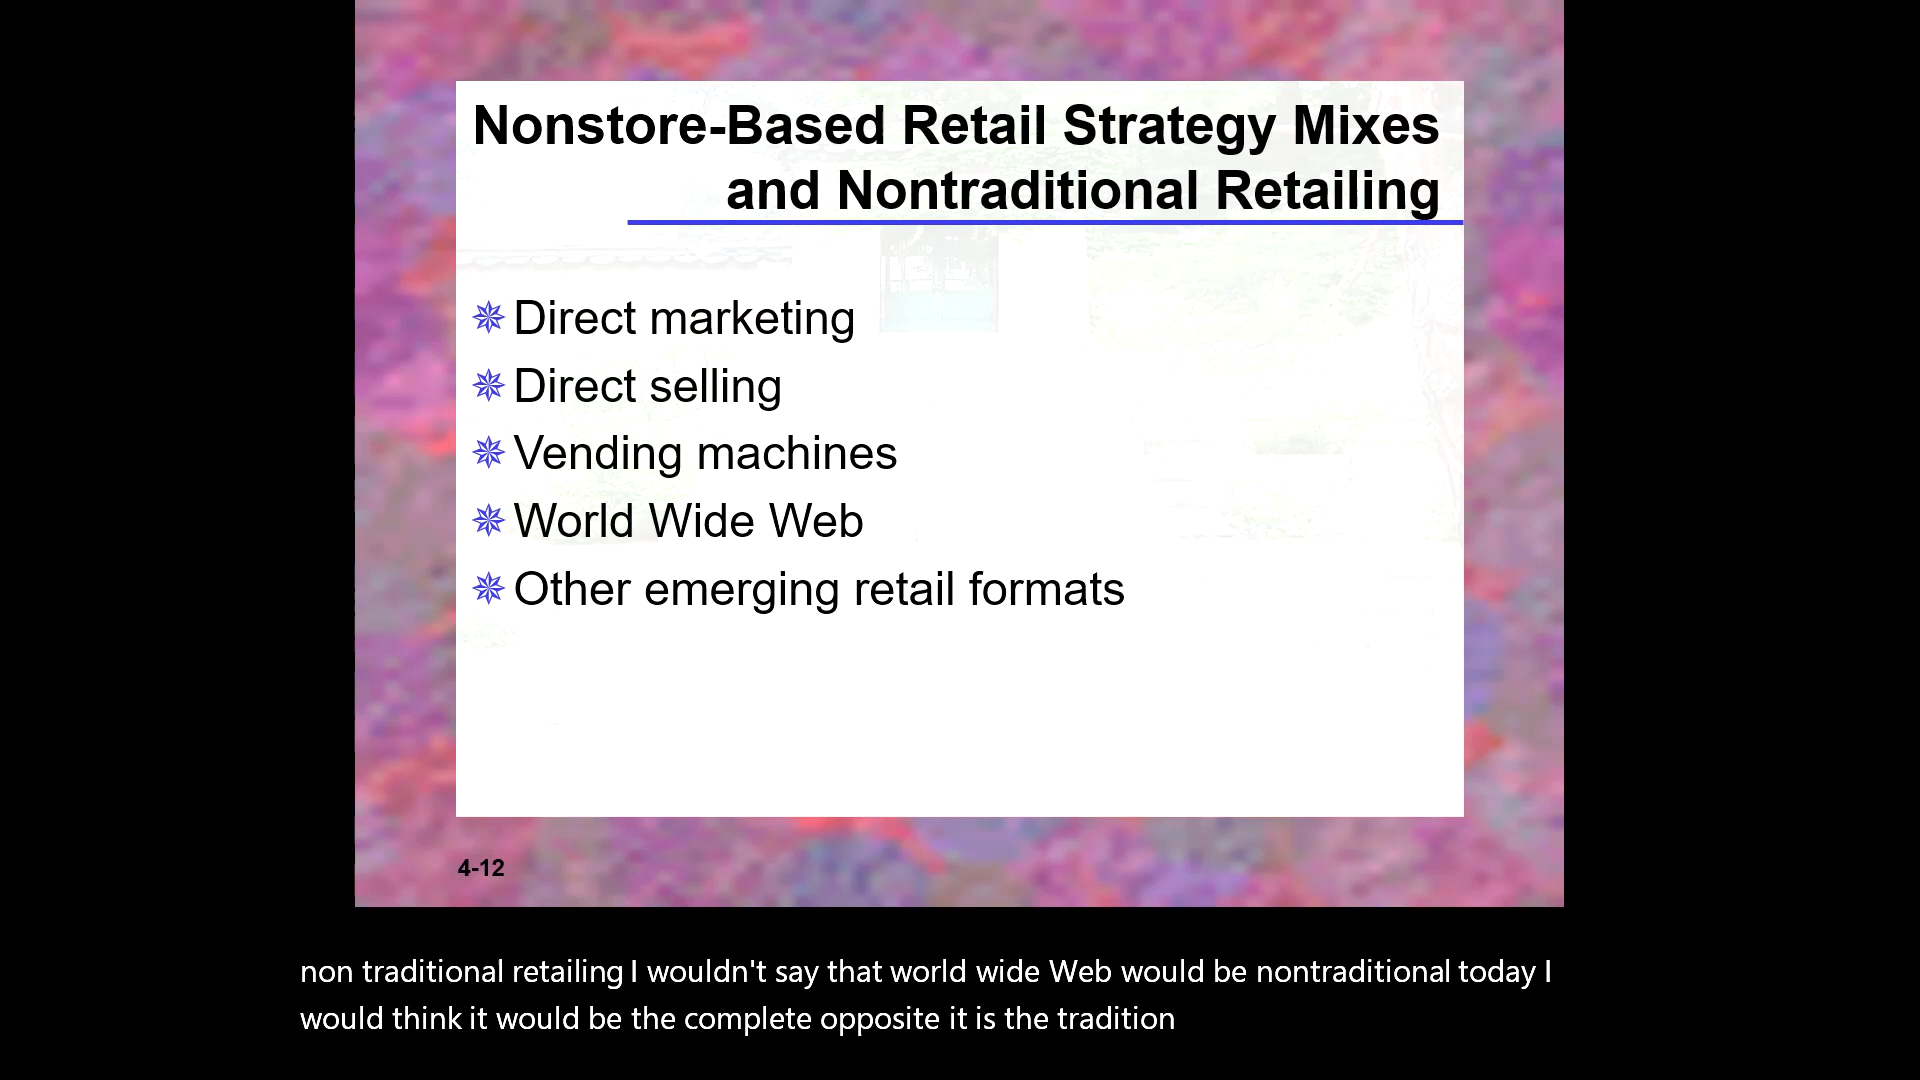 Nonstore-Based Retail Strategy Mixes
and Nontraditional Retailing
Direct marketing
Direct selling
Vending machines
World Wide Web
Other emerging retail formats
4-12
non traditional retailing I wouldn't say that world wide Web would be nontraditional today I
would think it would be the complete opposite it is the tradition